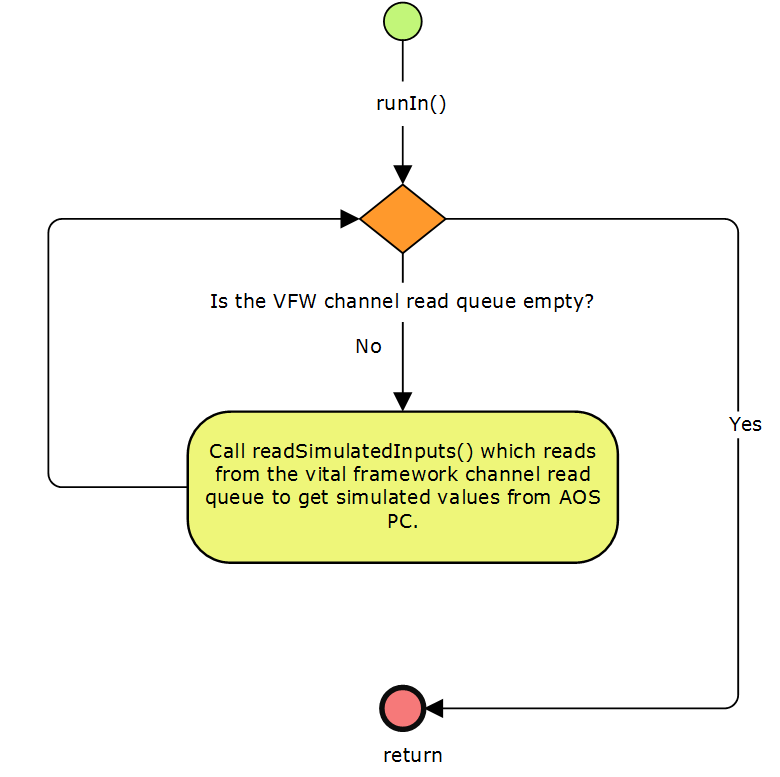 runIn()
Is the VFW channel read queue empty?
No
Yes
Call readSimulatedInputs() which reads
from the vital framework channel read
queue to get simulated values from AOS
PC.
return